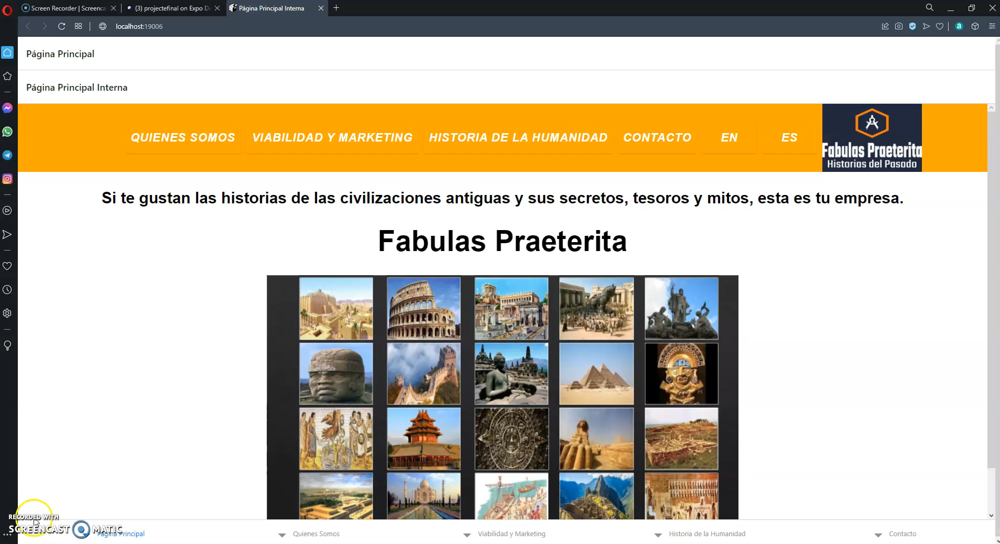 Screen Recorder | Screenca
(3) projectefinal on Expo De
Página Principal Interna
localhost:19006
Página Principal
Página Principal Interna
QUIENES SOMOS VIABILIDAD Y MARKETING HISTORIA DE LA HUMANIDAD CONTACTO EN ES
Fabulas Praeterita
Historias del Pasado
Si te gustan las historias de las civilizaciones antiguas y sus secretos, tesoros y mitos, esta es tu empresa.
Fabulas Praeterita
RECORDED WITH
SCREENCAST MATIC
Página Principal Quienes Somos Viabilidad y Marketing Historia de la Humanidad Contacto